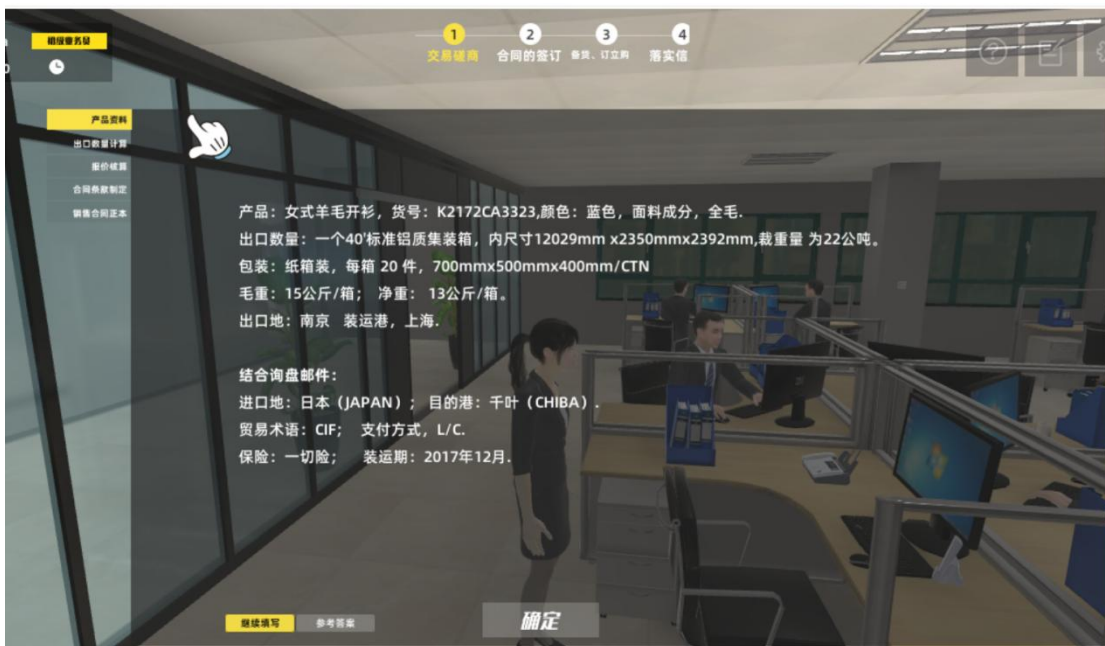 销售业务员
1
2
3
4
交易磋商
合同的签订
备货、订立购
落实信
产品资料
出口数量计算
报价核算
合同条款制定
销售合同正本
产品：女式羊毛开衫，货号：K2172CA3323,颜色：蓝色，面料成分，全毛.
出口数量：一个40'标准铝质集装箱，内尺寸12029mm x2350mmx2392mm,裁重量 为22公吨。
包装：纸箱装，每箱 20 件，700mmx500mmx400mm/CTN
毛重：15公斤/箱； 净重： 13公斤/箱。
出口地：南京 装运港，上海.
结合询盘邮件：
进口地：日本（JAPAN）； 目的港：千叶（CHIBA）.
贸易术语：CIF； 支付方式，L/C.
保险：一切险； 装运期：2017年12月.
继续填写
参考答案
确定